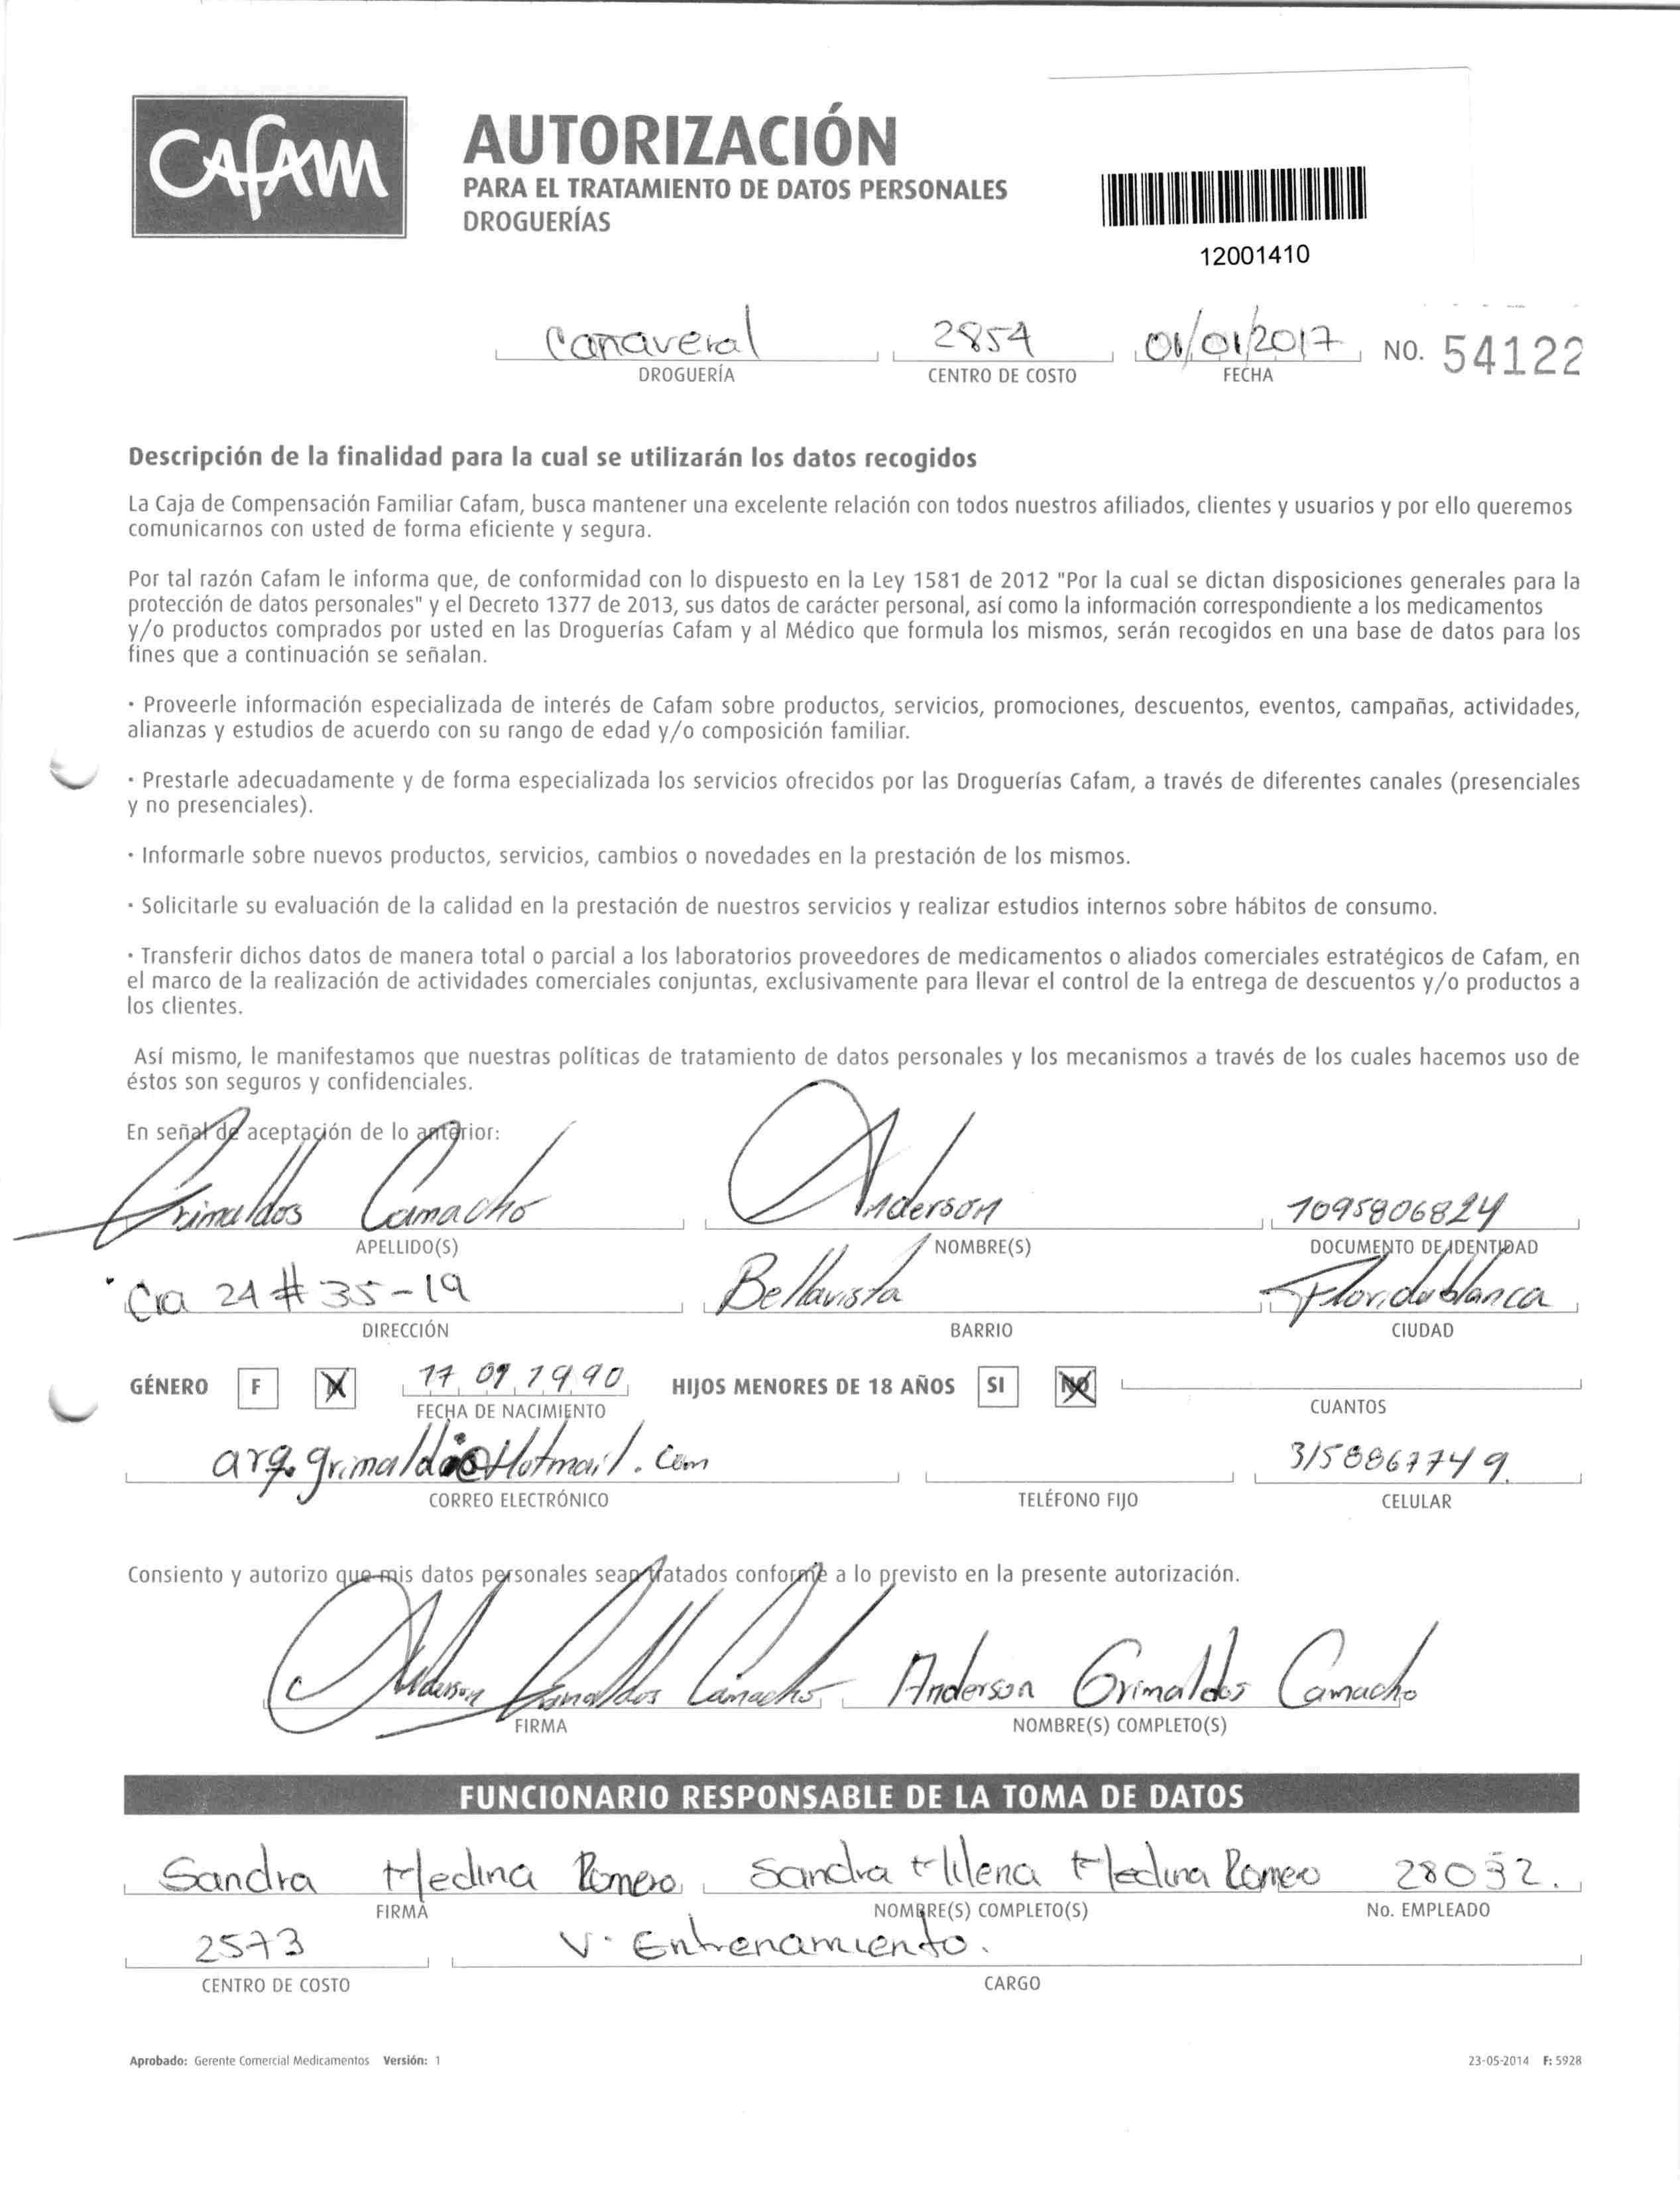 CAFAM
AUTORIZACIÓN
PARA EL TRATAMIENTO DE DATOS PERSONALES
DROGUERÍAS
12001410
Canaveral 2854 01/01/2017 NO. 54122
DROGUERÍA CENTRO DE COSTO FECHA
Descripción de la finalidad para la cual se utilizarán los datos recogidos
La Caja de Compensación Familiar Cafam, busca mantener una excelente relación con todos nuestros afiliados, clientes y usuarios y por ello queremos
comunicarnos con usted de forma eficiente y segura.
Por tal razón Cafam le informa que, de conformidad con lo dispuesto en la Ley 1581 de 2012 "Por la cual se dictan disposiciones generales para la
protección de datos personales" y el Decreto 1377 de 2013, sus datos de carácter personal, así como la información correspondiente a los medicamentos
y/o productos comprados por usted en las Droguerías Cafam y al Médico que formula los mismos, serán recogidos en una base de datos para los
fines que a continuación se señalan.
· Proveerle información especializada de interés de Cafam sobre productos, servicios, promociones, descuentos, eventos, campañas, actividades,
alianzas y estudios de acuerdo con su rango de edad y/o composición familiar.
· Prestarle adecuadamente y de forma especializada los servicios ofrecidos por las Droguerías Cafam, a través de diferentes canales (presenciales
y no presenciales).
· Informarle sobre nuevos productos, servicios, cambios o novedades en la prestación de los mismos.
· Solicitarle su evaluación de la calidad en la prestación de nuestros servicios y realizar estudios internos sobre hábitos de consumo.
· Transferir dichos datos de manera total o parcial a los laboratorios proveedores de medicamentos o aliados comerciales estratégicos de Cafam, en
el marco de la realización de actividades comerciales conjuntas, exclusivamente para llevar el control de la entrega de descuentos y/o productos a
los clientes.
Así mismo, le manifestamos que nuestras políticas de tratamiento de datos personales y los mecanismos a través de los cuales hacemos uso de
éstos son seguros y confidenciales.
En señal de aceptación de lo anterior:
Grimaldos Camacho Anderson 1095806824
APELLIDO(S) NOMBRE(S) DOCUMENTO DE IDENTIDAD
Cra 24 # 35-19 Bellavista Floridablanca
DIRECCIÓN BARRIO CIUDAD
GÉNERO F X 17 09 1990 HIJOS MENORES DE 18 AÑOS SI NO
FECHA DE NACIMIENTO CUANTOS
3158867749
CORREO ELECTRÓNICO TELÉFONO FIJO CELULAR
Consiento y autorizo que mis datos personales sean tratados conforme a lo previsto en la presente autorización.
Anderson Grimaldos Camacho Anderson Grimaldos Camacho
FIRMA NOMBRE(S) COMPLETO(S)
FUNCIONARIO RESPONSABLE DE LA TOMA DE DATOS
Sandra Medina Romero Sandra Milena Medina Romero 28032.
FIRMA NOMBRE(S) COMPLETO(S) No. EMPLEADO
2573 V. Entrenamiento.
CENTRO DE COSTO CARGO
Aprobado: Gerente Comercial Medicamentos Versión: 1 23-05-2014 F: 5928